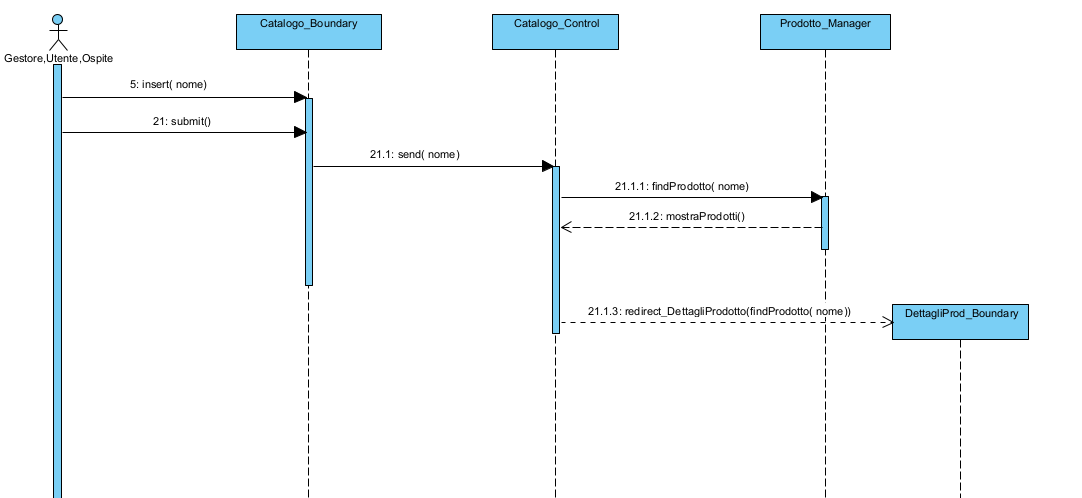 Catalogo_Boundary
Catalogo_Control
Prodotto_Manager
Gestore,Utente,Ospite
5: insert( nome)
21: submit()
21.1: send( nome)
21.1.1: findProdotto( nome)
21.1.2: mostraProdotti()
21.1.3: redirect_DettagliProdotto(findProdotto( nome))
DettagliProd_Boundary